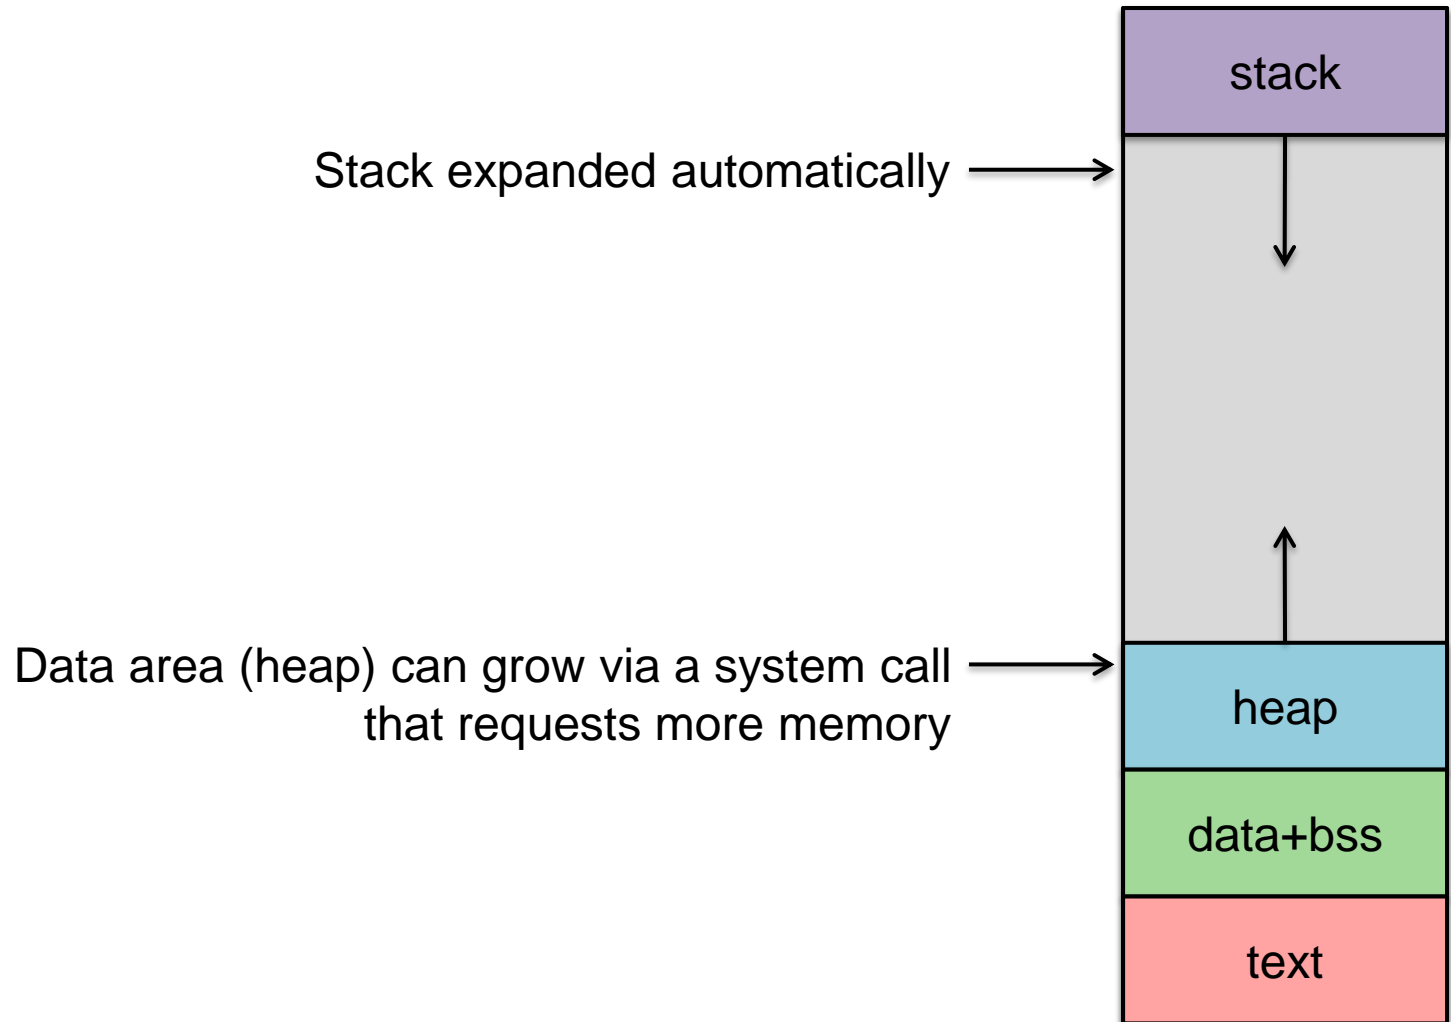 stack
Stack expanded automatically
Data area (heap) can grow via a system call
that requests more memory
heap
data+bss
text